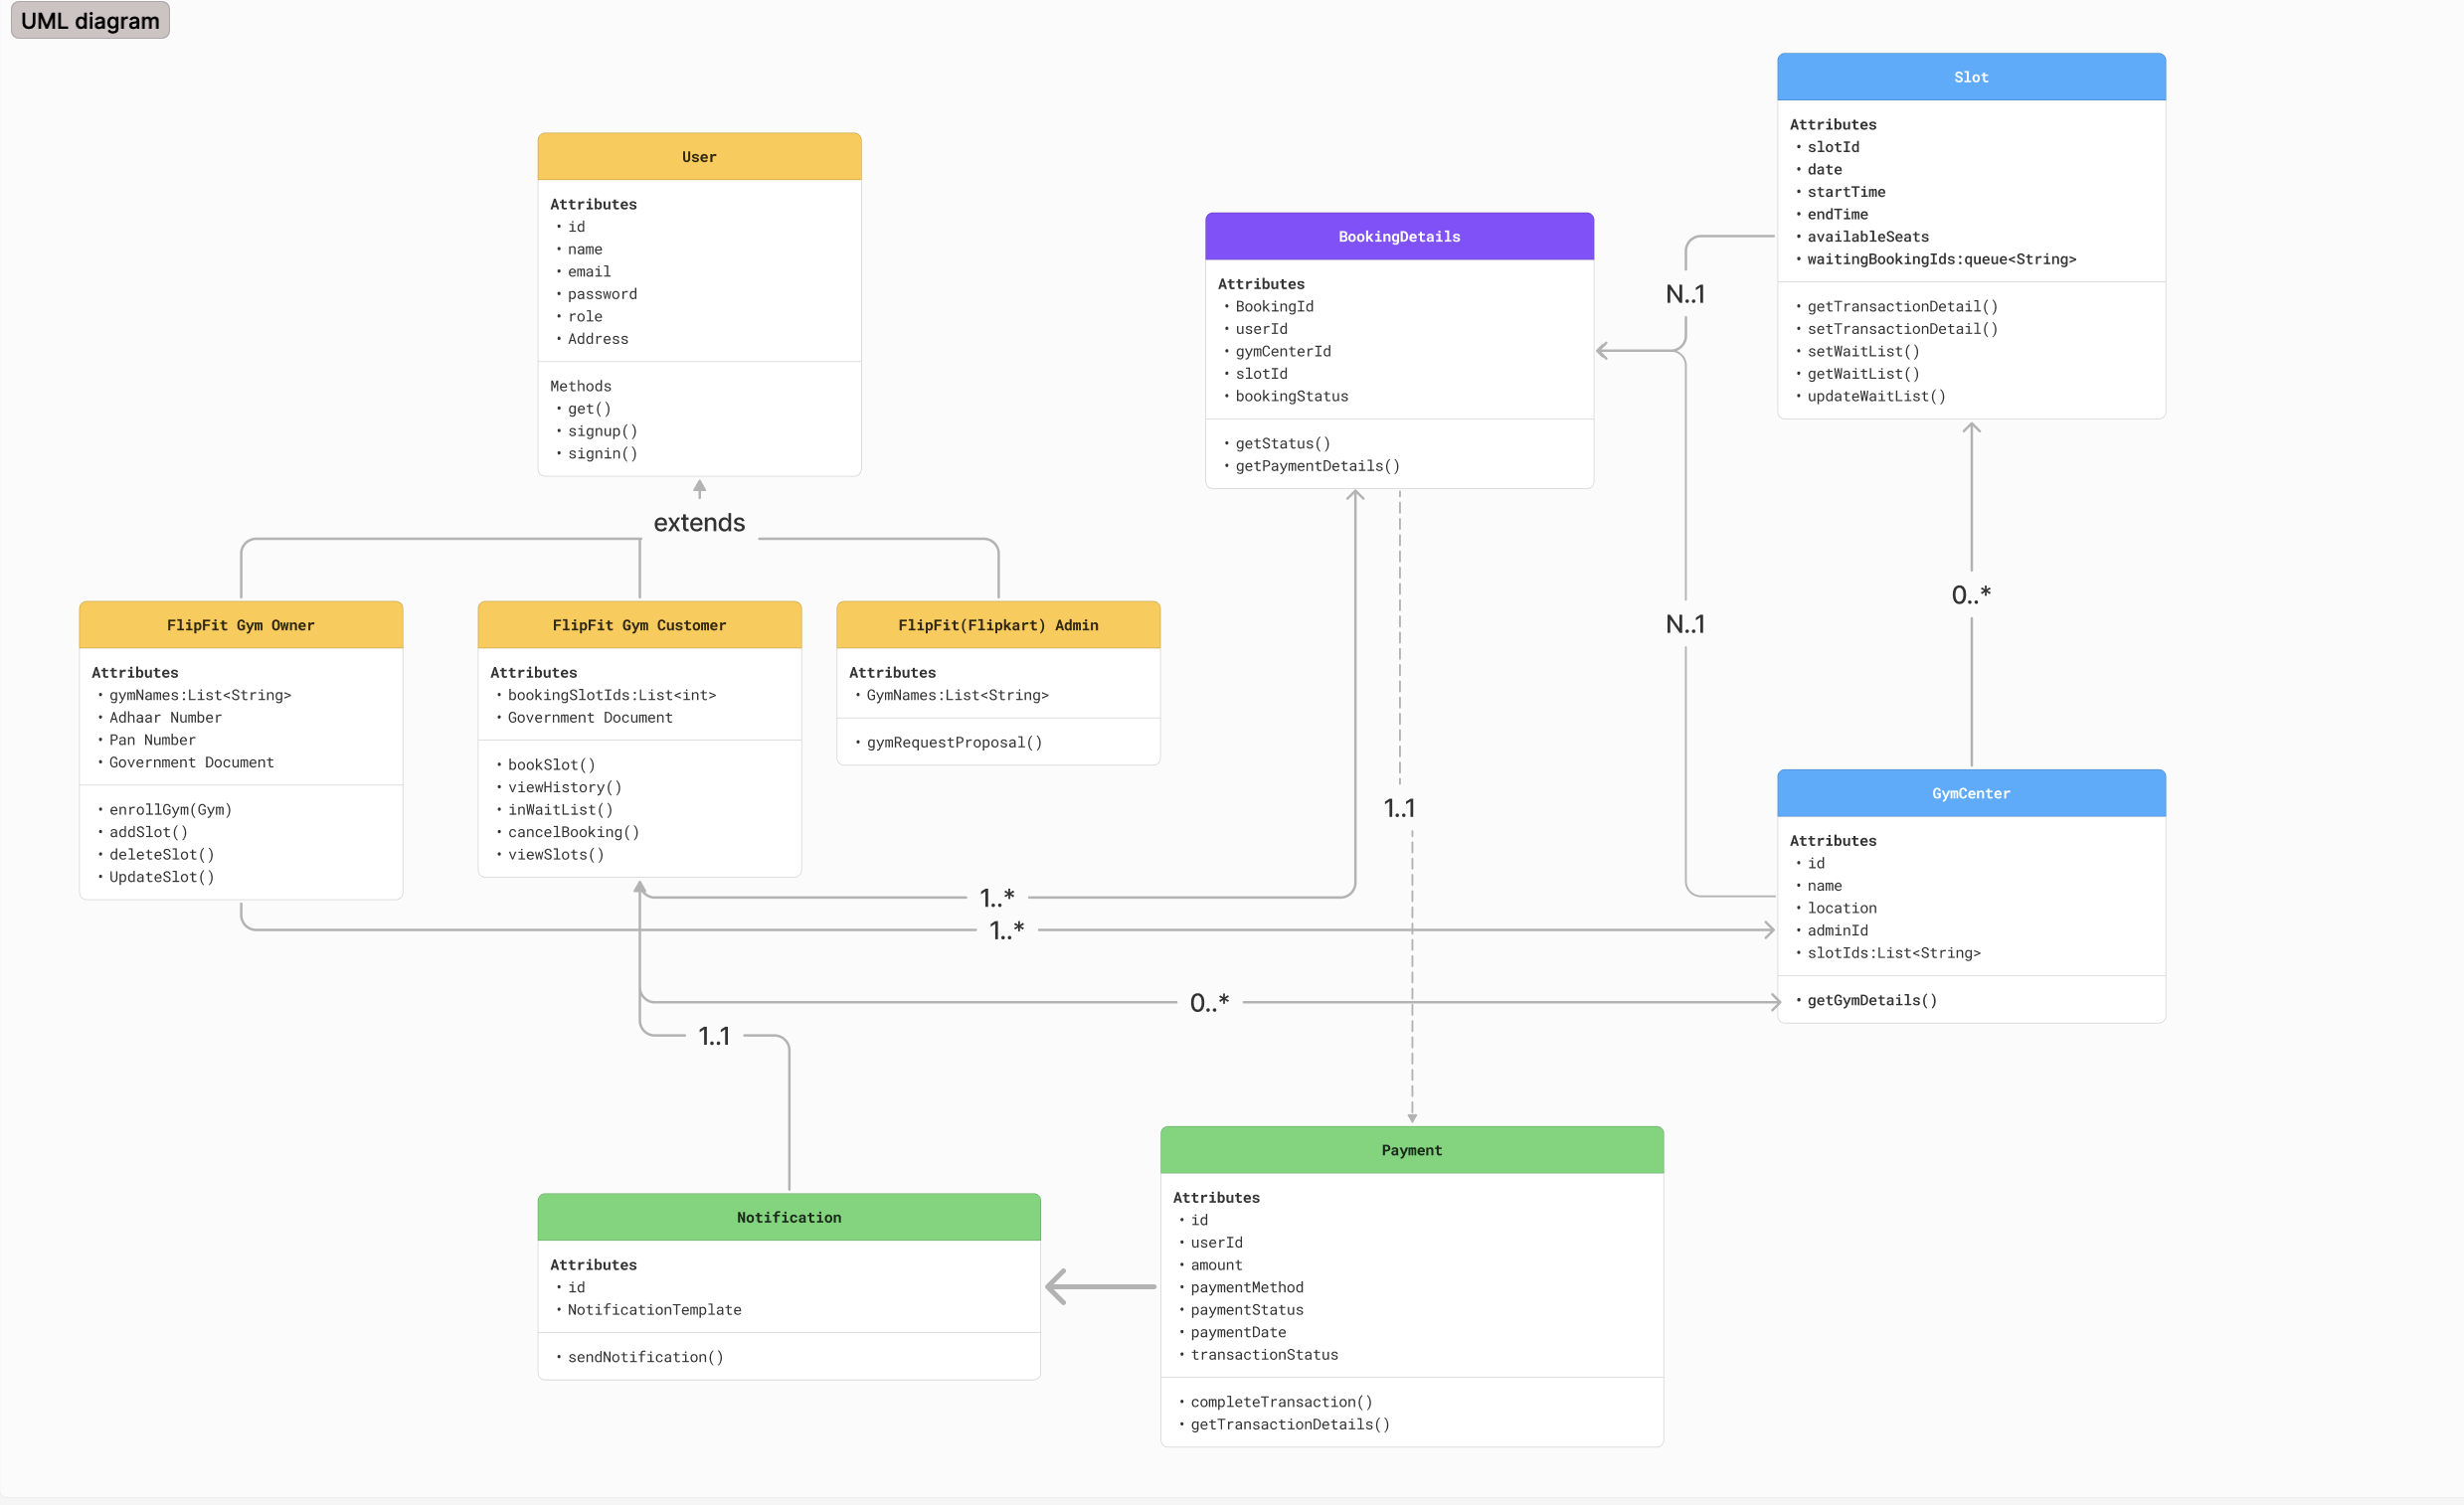 UML diagram
User
Attributes
• id
• name
• email
• password
• role
• Address
Methods
• get()
• signup()
• signin()
extends
FlipFit Gym Owner
Attributes
• gymNames:List<String>
• Adhaar Number
• Pan Number
• Government Document
• enrollGym(Gym)
• addSlot()
• deleteSlot()
• UpdateSlot()
FlipFit Gym Customer
Attributes
• bookingSlotIds:List<int>
• Government Document
• bookSlot()
• viewHistory()
• inWaitList()
• cancelBooking()
• viewSlots()
FlipFit(Flipkart) Admin
Attributes
• GymNames:List<String>
• gymRequestProposal()
BookingDetails
Attributes
• BookingId
• userId
• gymCenterId
• slotId
• bookingStatus
• getStatus()
• getPaymentDetails()
Slot
Attributes
• slotId
• date
• startTime
• endTime
• availableSeats
• waitingBookingIds:queue<String>
• getTransactionDetail()
• setTransactionDetail()
• setWaitList()
• getWaitList()
• updateWaitList()
N..1
N..1
0..*
1..1
GymCenter
Attributes
• id
• name
• location
• adminId
• slotIds:List<String>
• getGymDetails()
1..*
1..*
0..*
1..1
Notification
Attributes
• id
• NotificationTemplate
• sendNotification()
Payment
Attributes
• id
• userId
• amount
• paymentMethod
• paymentStatus
• paymentDate
• transactionStatus
• completeTransaction()
• getTransactionDetails()